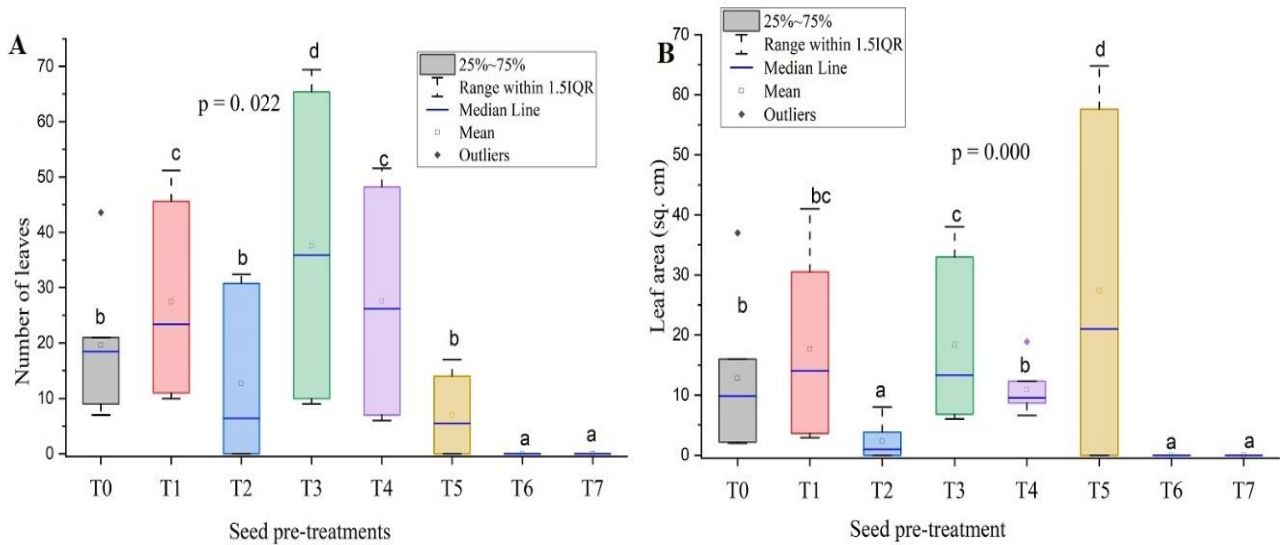 A
25%~75%
Range within 1.5IQR
Median Line
Mean
Outliers
p = 0. 022
b
c
b
d
c
b
a
a
Number of leaves
70
60
50
40
30
20
10
0
T0 T1 T2 T3 T4 T5 T6 T7
Seed pre-treatments
B
25%~75%
Range within 1.5IQR
Median Line
Mean
Outliers
p = 0.000
b
bc
a
c
b
d
a
a
Leaf area (sq. cm)
70
60
50
40
30
20
10
0
T0 T1 T2 T3 T4 T5 T6 T7
Seed pre-treatment